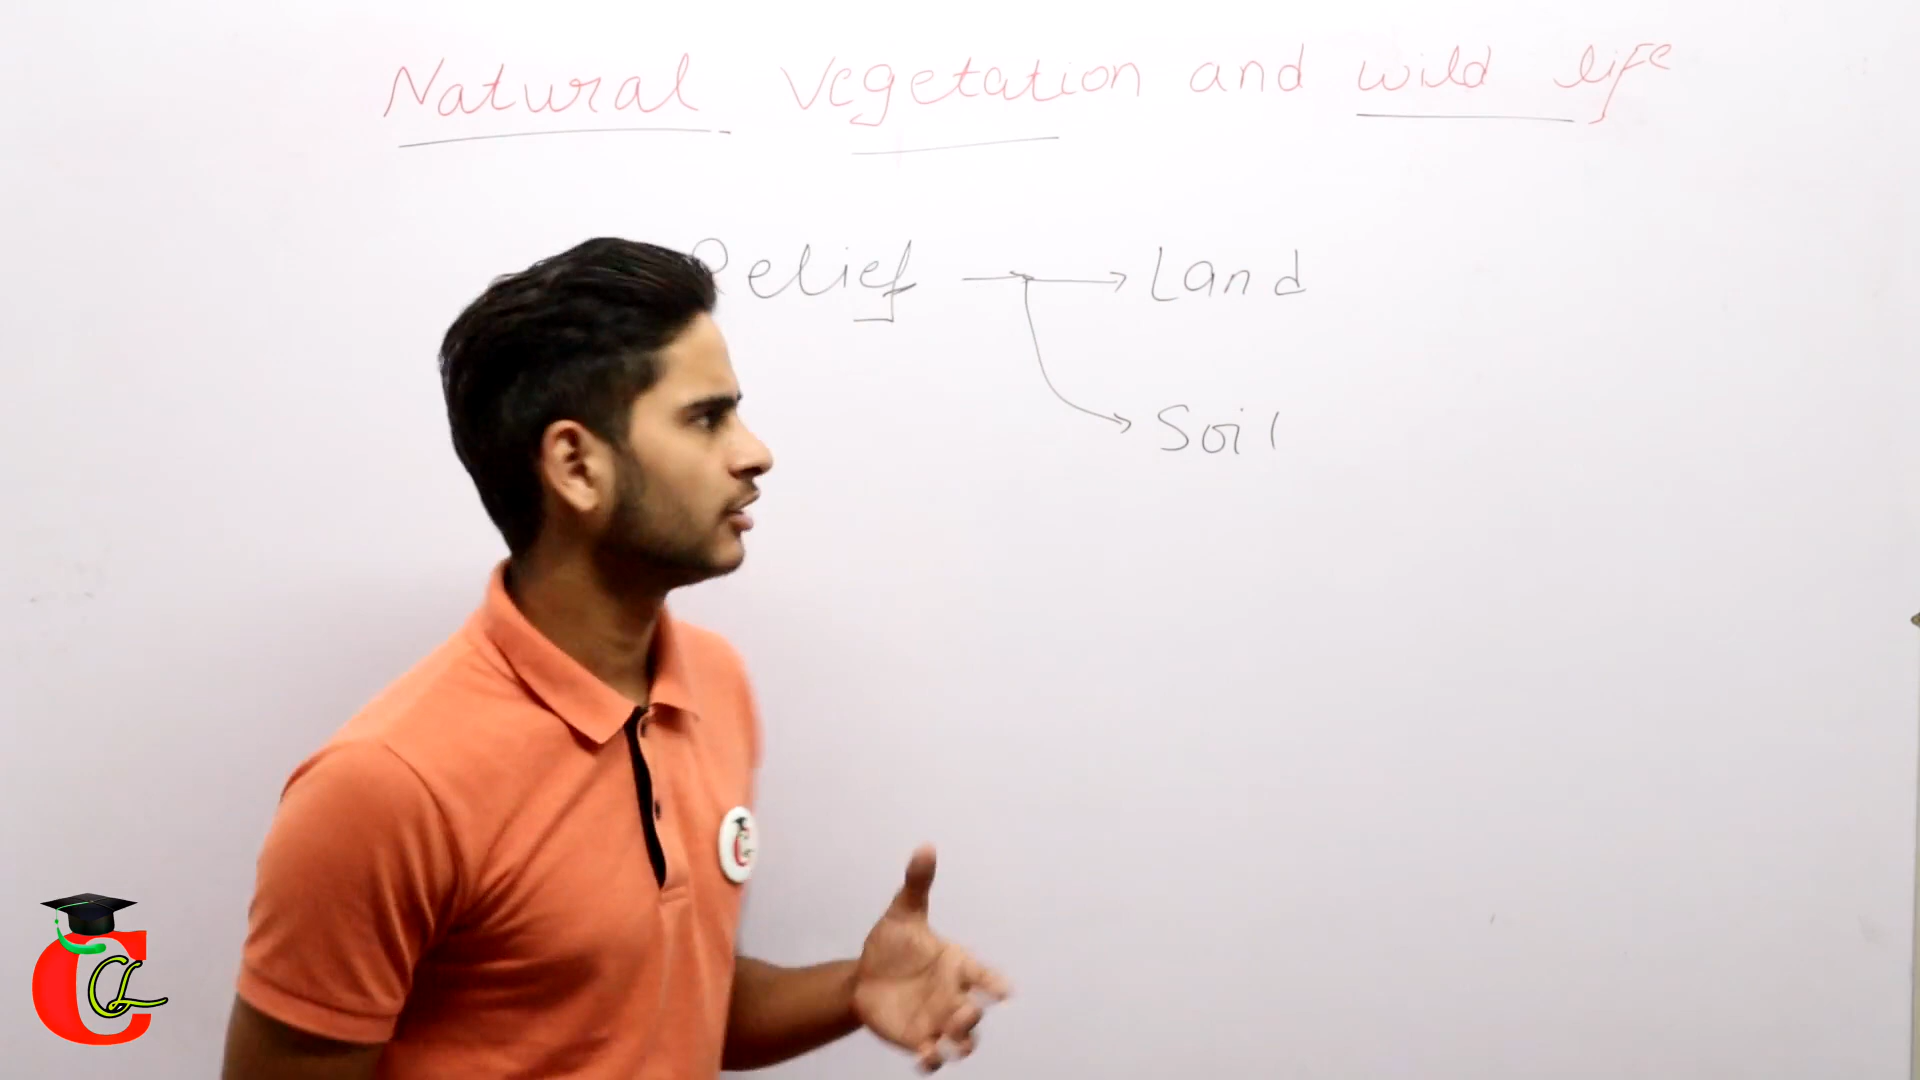 Natural Vegetation and wild life
Relief → Land
Soil